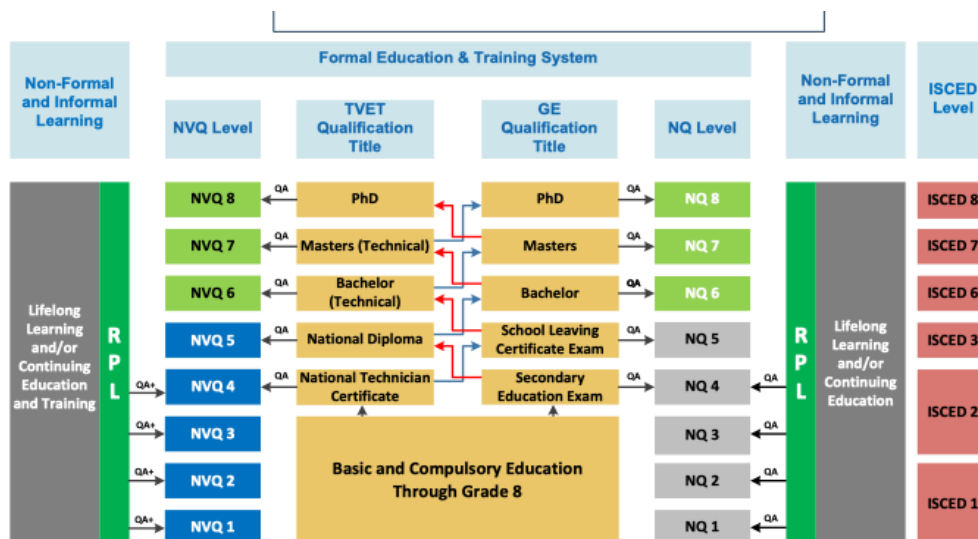 Formal Education & Training System
Non-Formal
and Informal
Learning
NVQ Level
TVET
Qualification
Title
GE
Qualification
Title
NQ Level
Non-Formal
and Informal
Learning
ISCED
Level
NVQ 8
QA
PhD
PhD
QA
NQ 8
ISCED 8
NVQ 7
QA
Masters (Technical)
Masters
QA
NQ 7
ISCED 7
NVQ 6
QA
Bachelor
(Technical)
Bachelor
QA
NQ 6
ISCED 6
Lifelong
Learning
and/or
Continuing
Education
and Training
RPL
NVQ 5
QA
National Diploma
School Leaving
Certificate Exam
QA
NQ 5
RPL
Lifelong
Learning
and/or
Continuing
Education
ISCED 3
QA+
NVQ 4
QA
National Technician
Certificate
Secondary
Education Exam
QA
NQ 4
QA
ISCED 2
QA+
NVQ 3
Basic and Compulsory Education
Through Grade 8
NQ 3
QA
QA+
NVQ 2
NQ 2
QA
ISCED 1
QA+
NVQ 1
NQ 1
QA